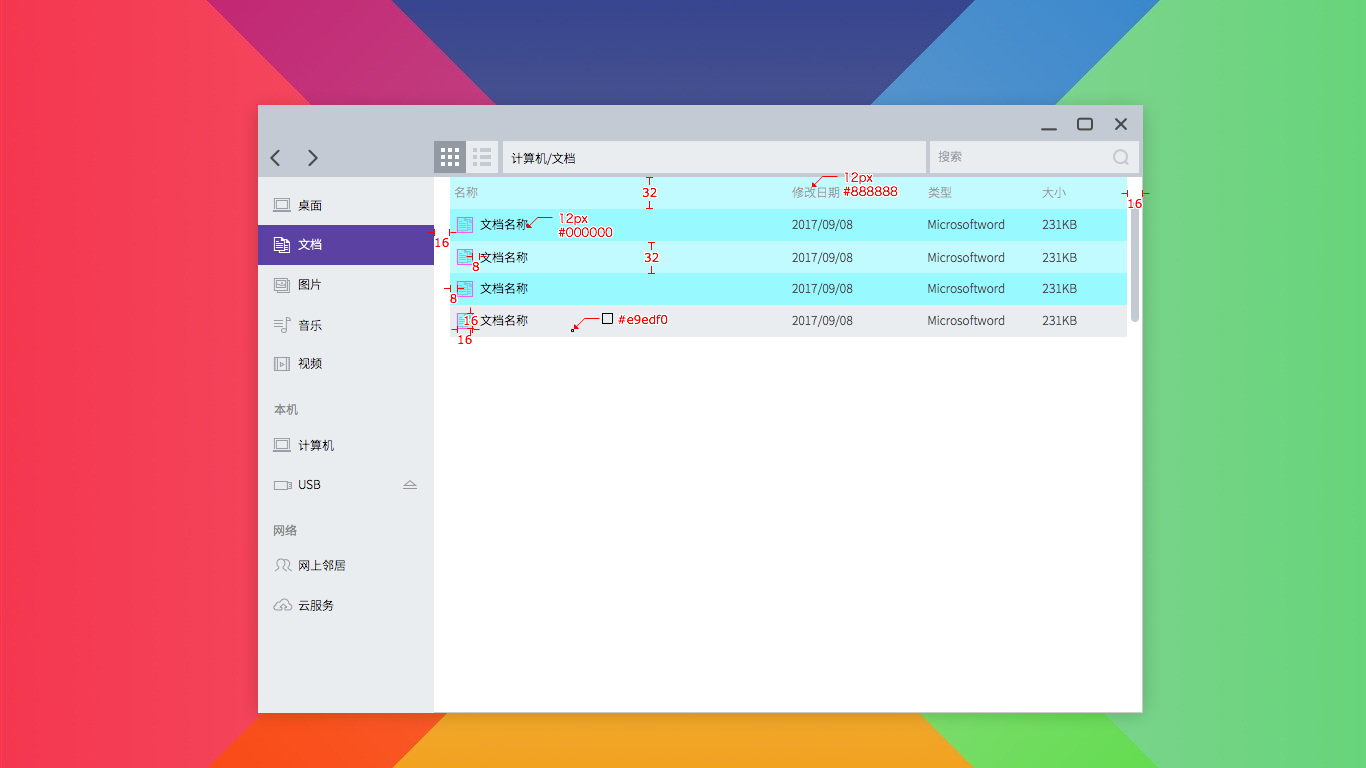 计算机/文档
搜索
桌面
文档
图片
音乐
视频
本机
计算机
USB
网络
网上邻居
云服务
名称 32 修改日期 12px #888888 类型 大小 16
文档名称 12px #000000 2017/09/08 Microsoftword 231KB
16
文档名称 32 2017/09/08 Microsoftword 231KB
8
文档名称 2017/09/08 Microsoftword 231KB
8
16 文档名称 #e9edf0 2017/09/08 Microsoftword 231KB
16